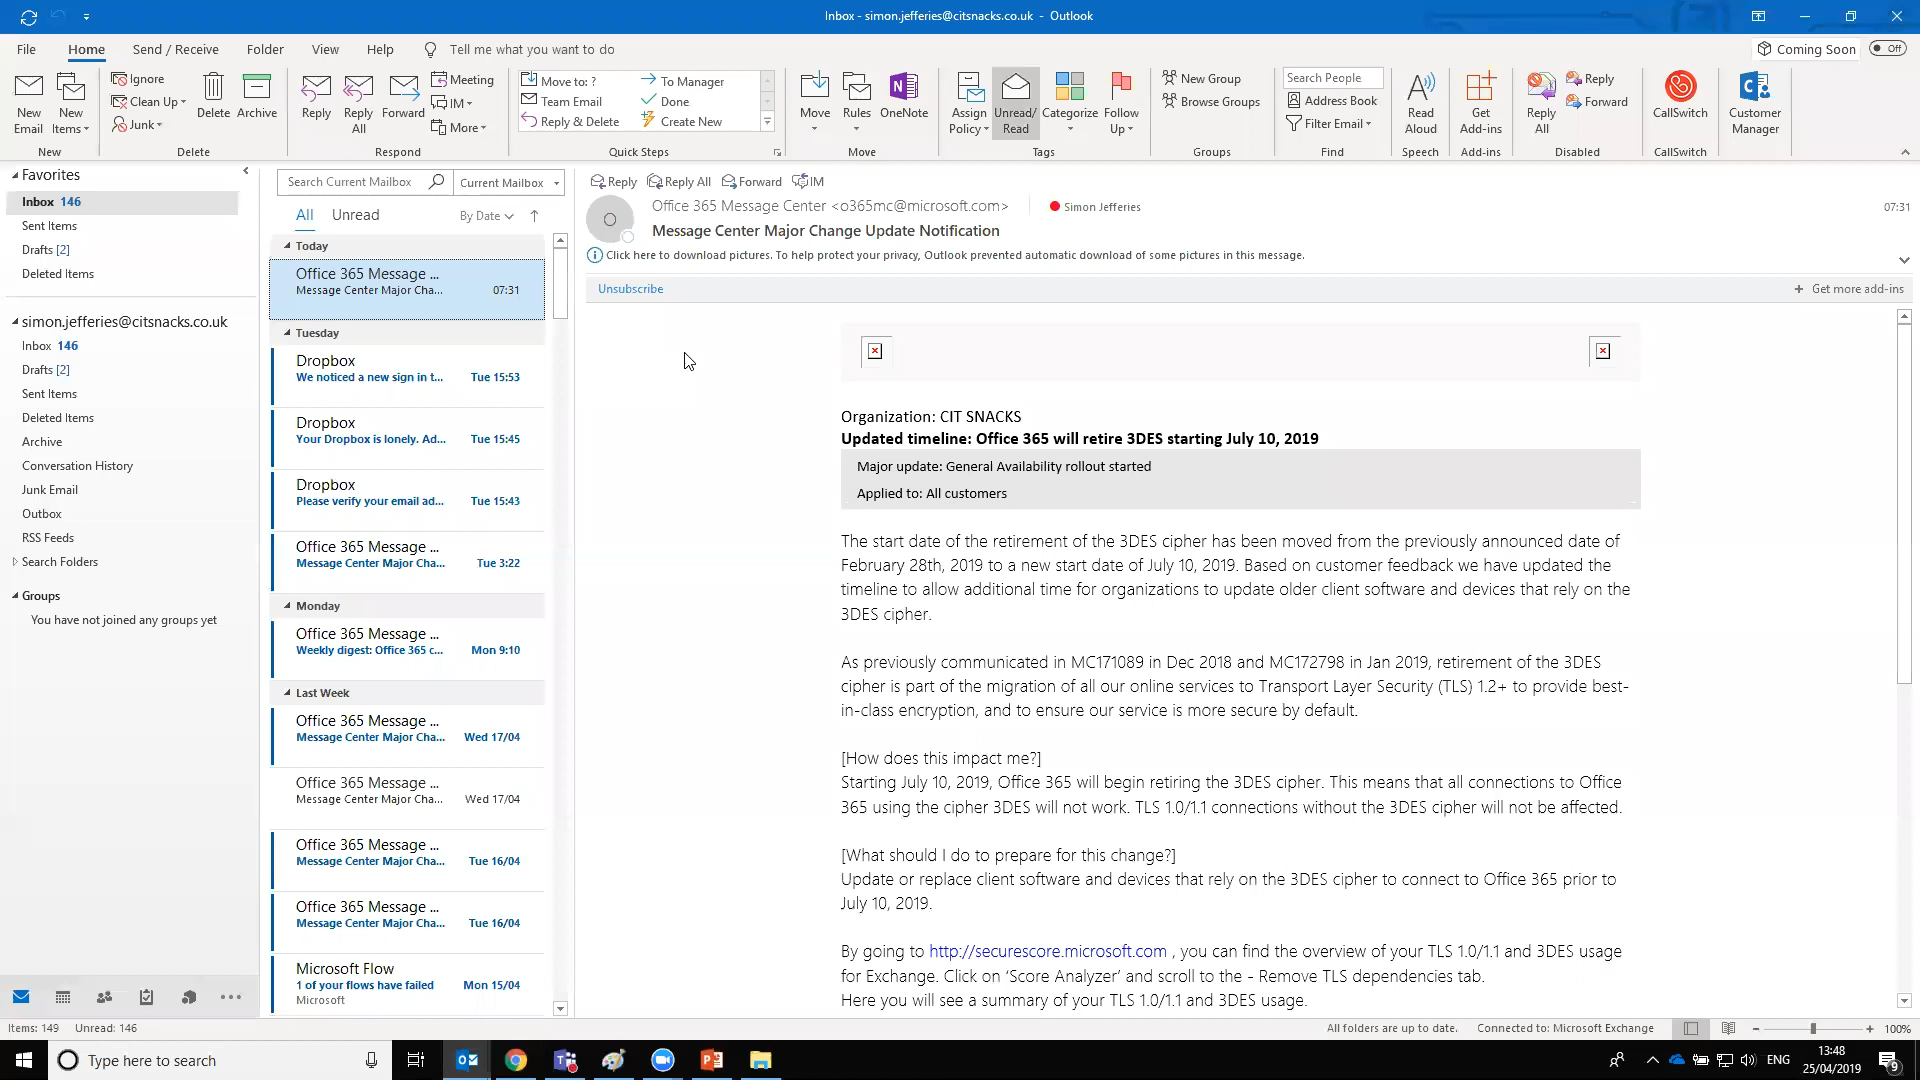 Inbox - simon.jefferies@citsnacks.co.uk - Outlook
File Home Send / Receive Folder View Help Tell me what you want to do Coming Soon Off
New Email
New Items
New
Ignore
Clean Up
Junk
Delete
Archive
Delete
Reply
Reply All
Forward
Meeting
IM
More
Respond
Move to: ?
Team Email
Reply & Delete
To Manager
Done
Create New
Quick Steps
Move
Rules
OneNote
Move
Assign Policy
Unread/ Read
Categorize
Follow Up
Tags
New Group
Browse Groups
Groups
Search People
Address Book
Filter Email
Find
Read Aloud
Speech
Get Add-ins
Add-ins
Reply All
Reply
Forward
Disabled
CallSwitch
CallSwitch
Customer Manager
Favorites
Inbox 146
Sent Items
Drafts [2]
Deleted Items
simon.jefferies@citsnacks.co.uk
Inbox 146
Drafts [2]
Sent Items
Deleted Items
Archive
Conversation History
Junk Email
Outbox
RSS Feeds
Search Folders
Groups
You have not joined any groups yet
Search Current Mailbox Current Mailbox
All Unread By Date
Today
Office 365 Message ...
Message Center Major Cha... 07:31
Tuesday
Dropbox
We noticed a new sign in t... Tue 15:53
Dropbox
Your Dropbox is lonely. Ad... Tue 15:45
Dropbox
Please verify your email ad... Tue 15:43
Office 365 Message ...
Message Center Major Cha... Tue 3:22
Monday
Office 365 Message ...
Weekly digest: Office 365 c... Mon 9:10
Last Week
Office 365 Message ...
Message Center Major Cha... Wed 17/04
Office 365 Message ...
Message Center Major Cha... Wed 17/04
Office 365 Message ...
Message Center Major Cha... Tue 16/04
Office 365 Message ...
Message Center Major Cha... Tue 16/04
Microsoft Flow
1 of your flows have failed Mon 15/04
Microsoft
Reply Reply All Forward IM
O
Office 365 Message Center <o365mc@microsoft.com> Simon Jefferies 07:31
Message Center Major Change Update Notification
Click here to download pictures. To help protect your privacy, Outlook prevented automatic download of some pictures in this message.
Unsubscribe + Get more add-ins
Organization: CIT SNACKS
Updated timeline: Office 365 will retire 3DES starting July 10, 2019
Major update: General Availability rollout started
Applied to: All customers
The start date of the retirement of the 3DES cipher has been moved from the previously announced date of
February 28th, 2019 to a new start date of July 10, 2019. Based on customer feedback we have updated the
timeline to allow additional time for organizations to update older client software and devices that rely on the
3DES cipher.
As previously communicated in MC171089 in Dec 2018 and MC172798 in Jan 2019, retirement of the 3DES
cipher is part of the migration of all our online services to Transport Layer Security (TLS) 1.2+ to provide best-
in-class encryption, and to ensure our service is more secure by default.
[How does this impact me?]
Starting July 10, 2019, Office 365 will begin retiring the 3DES cipher. This means that all connections to Office
365 using the cipher 3DES will not work. TLS 1.0/1.1 connections without the 3DES cipher will not be affected.
[What should I do to prepare for this change?]
Update or replace client software and devices that rely on the 3DES cipher to connect to Office 365 prior to
July 10, 2019.
By going to http://securescore.microsoft.com , you can find the overview of your TLS 1.0/1.1 and 3DES usage
for Exchange. Click on ‘Score Analyzer’ and scroll to the - Remove TLS dependencies tab.
Here you will see a summary of your TLS 1.0/1.1 and 3DES usage.
Items: 149 Unread: 146 All folders are up to date. Connected to: Microsoft Exchange 100%
Type here to search ENG 13:48
25/04/2019 9